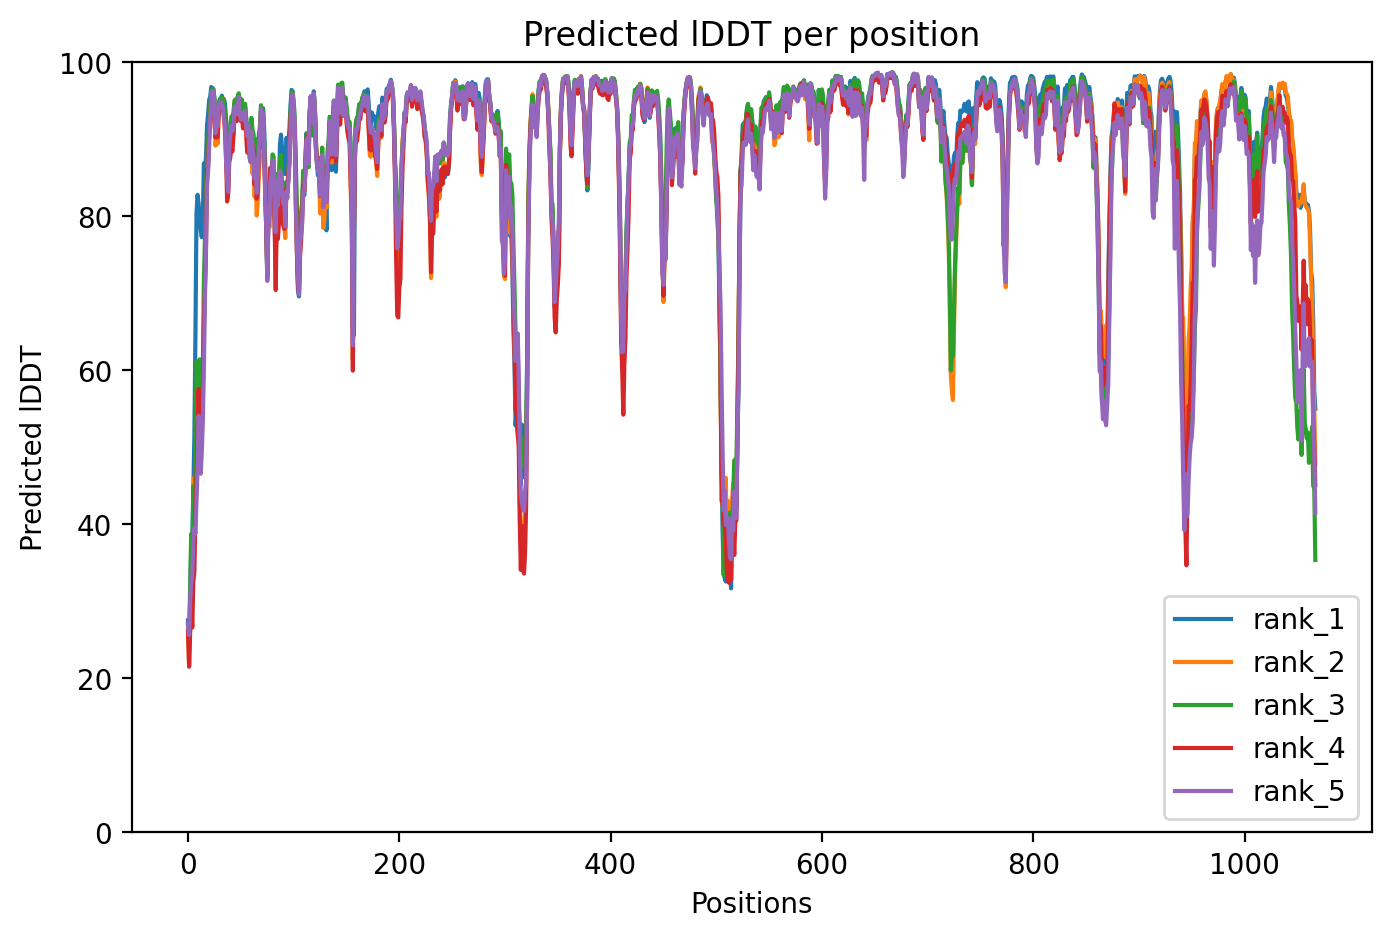 Predicted lDDT per position
Predicted lDDT
100
80
60
40
20
0
0 200 400 600 800 1000
Positions
rank_1
rank_2
rank_3
rank_4
rank_5